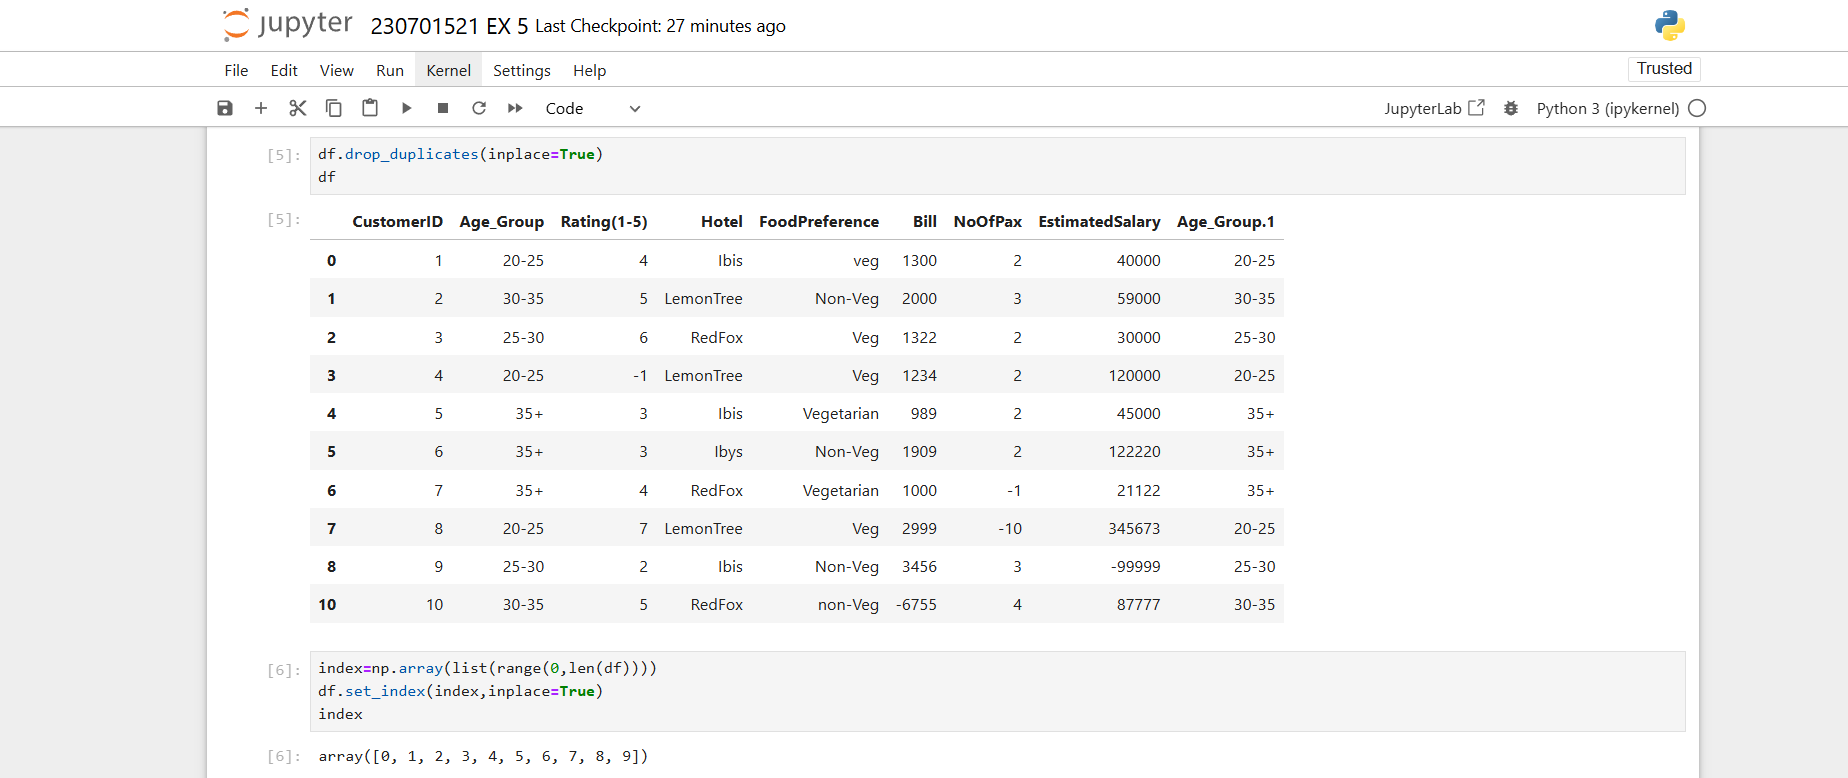 jupyter 230701521 EX 5 Last Checkpoint: 27 minutes ago
File Edit View Run Kernel Settings Help Trusted
Code JupyterLab Python 3 (ipykernel)
[5]: df.drop_duplicates(inplace=True)
df
[5]:
CustomerID Age_Group Rating(1-5) Hotel FoodPreference Bill NoOfPax EstimatedSalary Age_Group.1
0 1 20-25 4 Ibis veg 1300 2 40000 20-25
1 2 30-35 5 LemonTree Non-Veg 2000 3 59000 30-35
2 3 25-30 6 RedFox Veg 1322 2 30000 25-30
3 4 20-25 -1 LemonTree Veg 1234 2 120000 20-25
4 5 35+ 3 Ibis Vegetarian 989 2 45000 35+
5 6 35+ 3 Ibys Non-Veg 1909 2 122220 35+
6 7 35+ 4 RedFox Vegetarian 1000 -1 21122 35+
7 8 20-25 7 LemonTree Veg 2999 -10 345673 20-25
8 9 25-30 2 Ibis Non-Veg 3456 3 -99999 25-30
10 10 30-35 5 RedFox non-Veg -6755 4 87777 30-35
[6]: index=np.array(list(range(0,len(df))))
df.set_index(index,inplace=True)
index
[6]: array([0, 1, 2, 3, 4, 5, 6, 7, 8, 9])